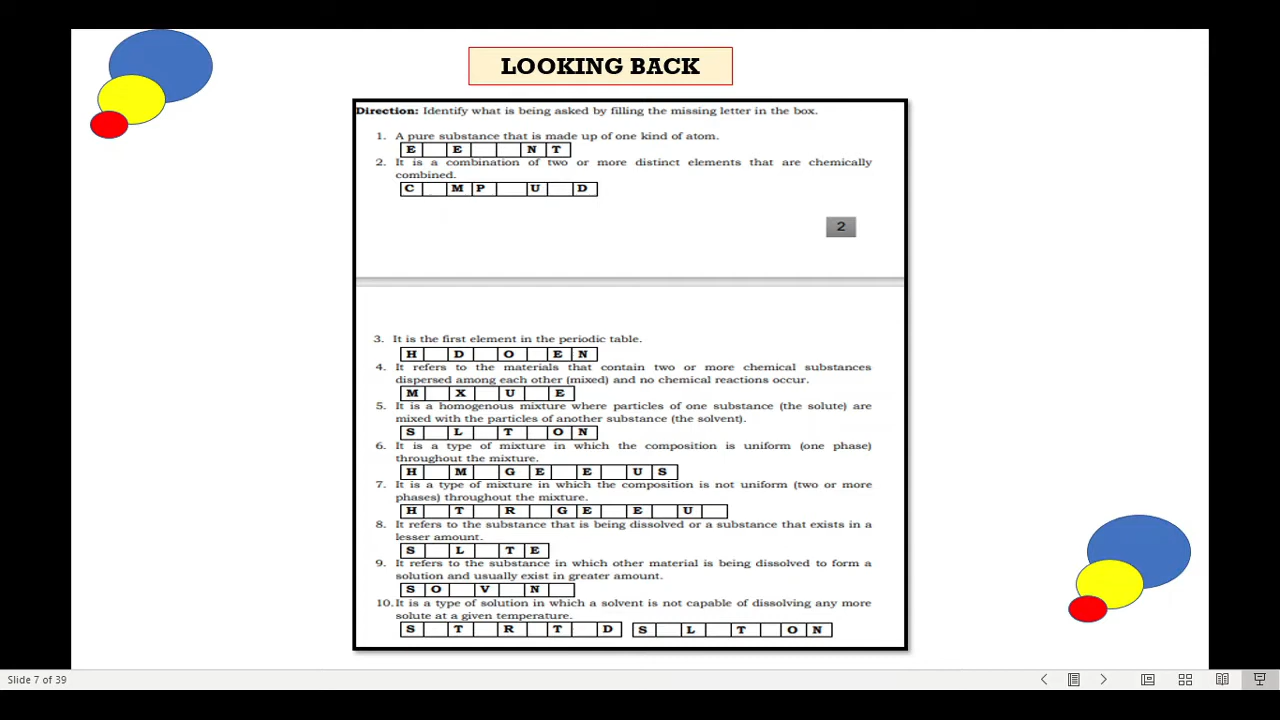 LOOKING BACK
Direction: Identify what is being asked by filling the missing letter in the box.
1. A pure substance that is made up of one kind of atom.
E E N T
2. It is a combination of two or more distinct elements that are chemically
combined.
C M P U D
2
3. It is the first element in the periodic table.
H D O E N
4. It refers to the materials that contain two or more chemical substances
dispersed among each other (mixed) and no chemical reactions occur.
M X U E
5. It is a homogenous mixture where particles of one substance (the solute) are
mixed with the particles of another substance (the solvent).
S L T O N
6. It is a type of mixture in which the composition is uniform (one phase)
throughout the mixture.
H M G E E U S
7. It is a type of mixture in which the composition is not uniform (two or more
phases) throughout the mixture.
H T R G E E U
8. It refers to the substance that is being dissolved or a substance that exists in a
lesser amount.
S L T E
9. It refers to the substance in which other material is being dissolved to form a
solution and usually exist in greater amount.
S O V N
10. It is a type of solution in which a solvent is not capable of dissolving any more
solute at a given temperature.
S T R T D S L T O N
Slide 7 of 39